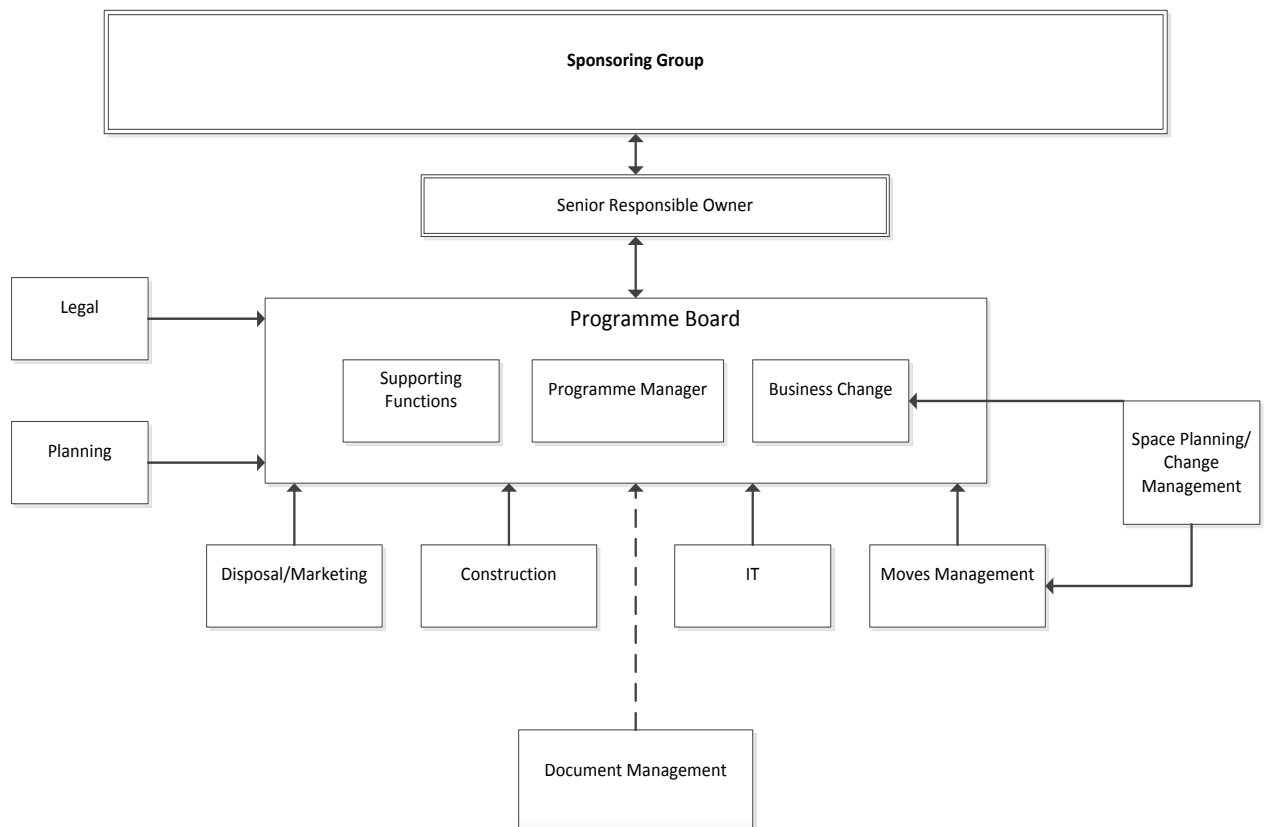 Sponsoring Group
Senior Responsible Owner
Legal
Programme Board
Supporting
Functions
Programme Manager
Business Change
Planning
Space Planning/
Change
Management
Disposal/Marketing
Construction
IT
Moves Management
Document Management